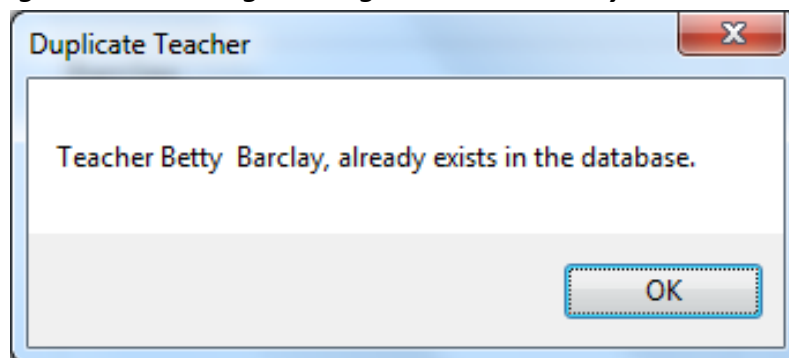 Duplicate Teacher
Teacher Betty  Barclay, already exists in the database.
OK